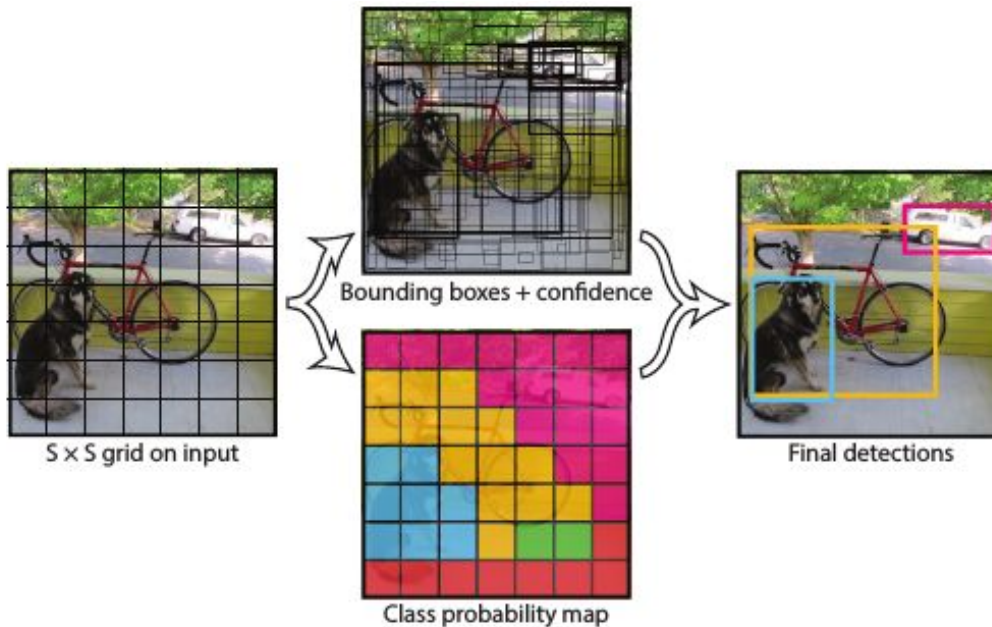 Bounding boxes + confidence
S × S grid on input
Final detections
Class probability map